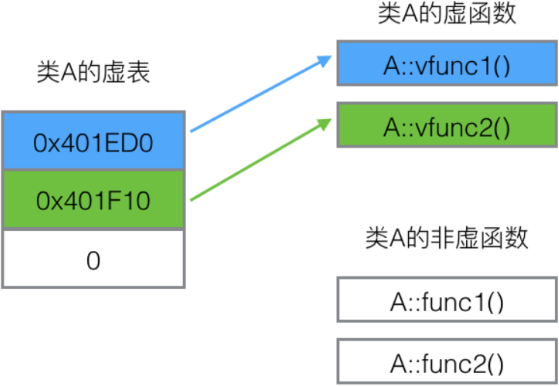 类A的虚函数
类A的虚表
A::vfunc1()
0x401ED0
A::vfunc2()
0x401F10
0
类A的非虚函数
A::func1()
A::func2()